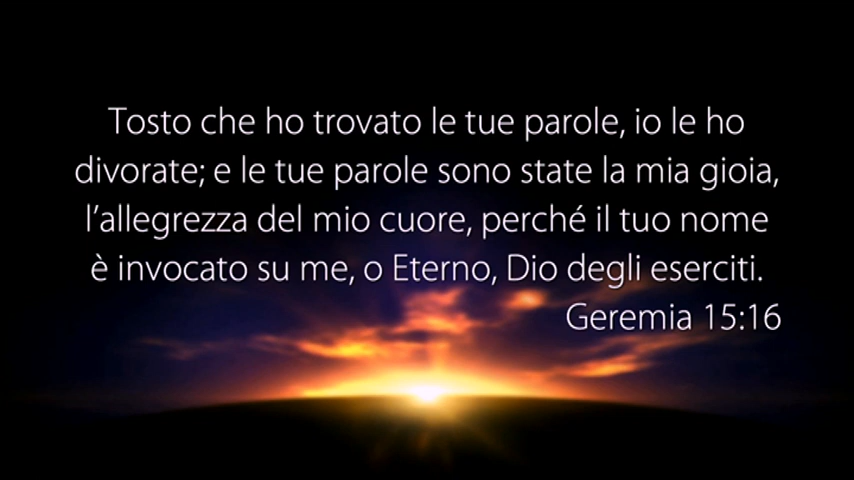 Tosto che ho trovato le tue parole, io le ho
divorate; e le tue parole sono state la mia gioia,
l’allegrezza del mio cuore, perché il tuo nome
è invocato su me, o Eterno, Dio degli eserciti.
Geremia 15:16